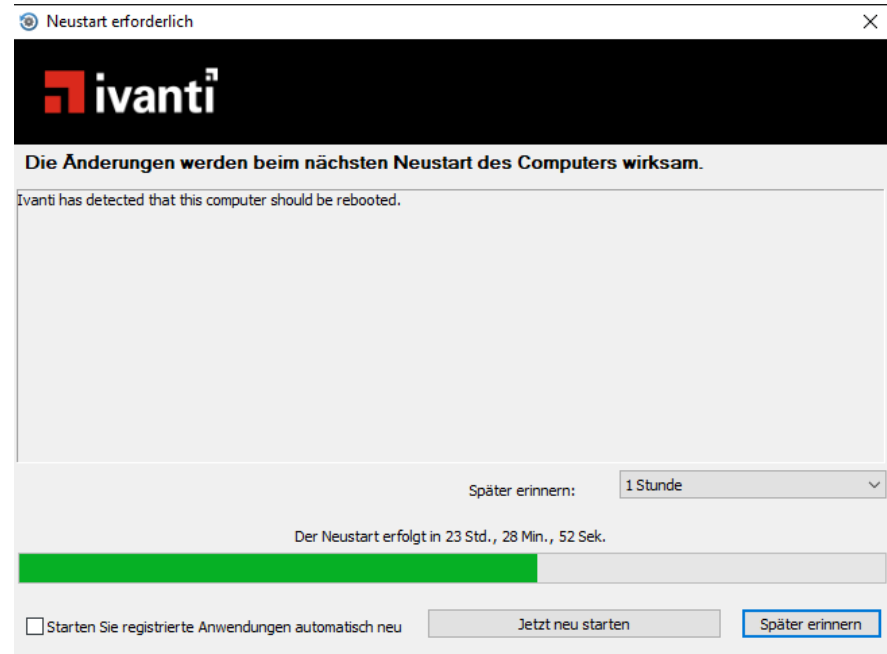 Neustart erforderlich
ivanti
Die Änderungen werden beim nächsten Neustart des Computers wirksam.
Ivanti has detected that this computer should be rebooted.
Später erinnern: 1 Stunde
Der Neustart erfolgt in 23 Std., 28 Min., 52 Sek.
Starten Sie registrierte Anwendungen automatisch neu Jetzt neu starten Später erinnern